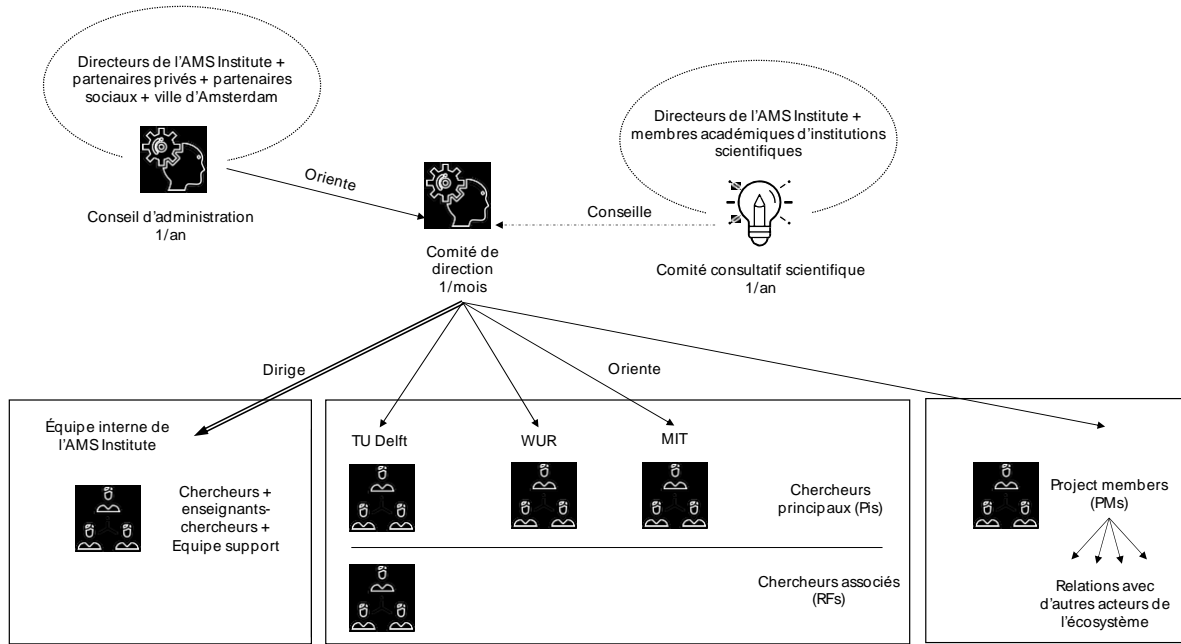 Directeurs de l'AMS Institute +
partenaires privés + partenaires
sociaux + ville d'Amsterdam
Conseil d'administration
1/an
Oriente
Directeurs de l'AMS Institute +
membres académiques d'institutions
scientifiques
Conseille
Comité de
direction
1/mois
Comité consultatif scientifique
1/an
Dirige
Oriente
Équipe interne de
l'AMS Institute
Chercheurs +
enseignants-
chercheurs +
Equipe support
TU Delft
WUR
MIT
Chercheurs
principaux (Pis)
Chercheurs associés
(RFs)
Project members
(PMs)
Relations avec
d'autres acteurs de
l'écosystème